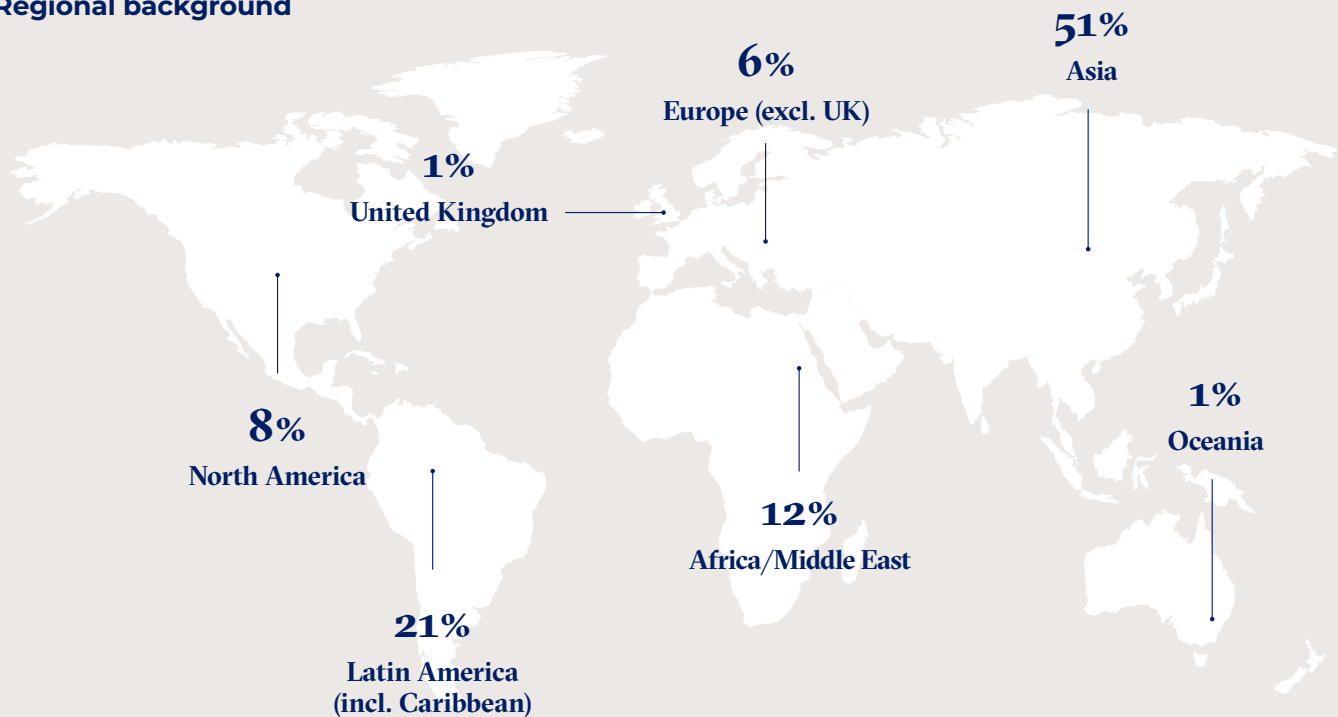 Regional background
51%
Asia
6%
Europe (excl. UK)
1%
United Kingdom
8%
North America
1%
Oceania
12%
Africa/Middle East
21%
Latin America
(incl. Caribbean)